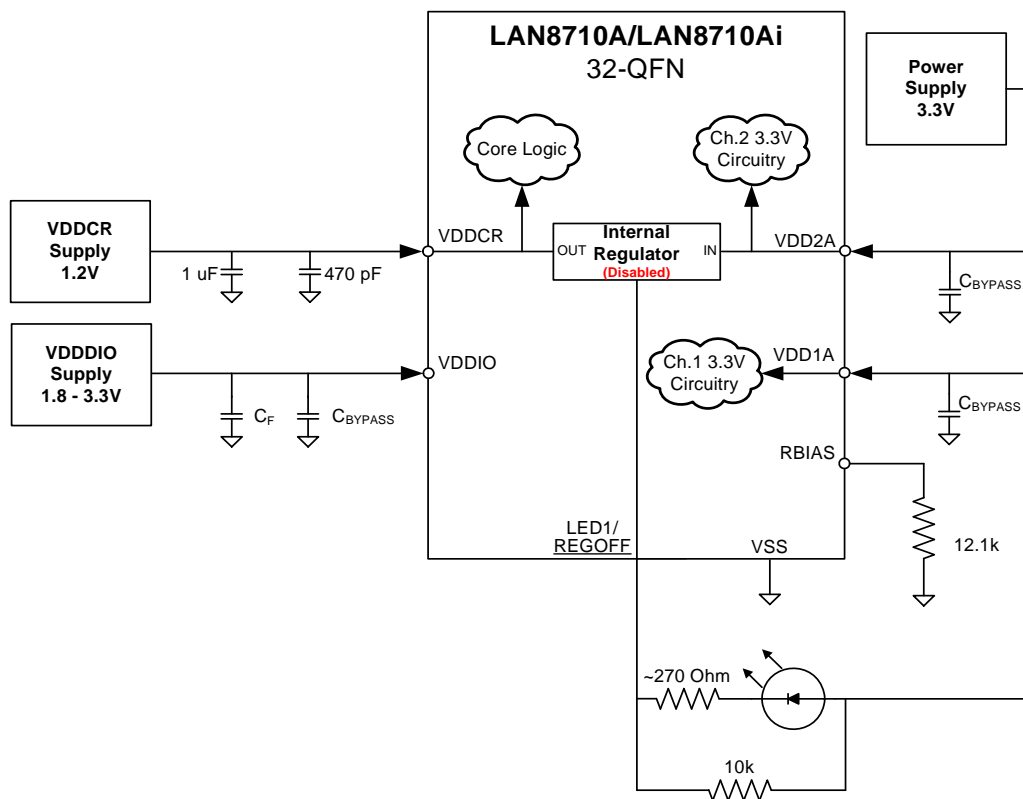 LAN8710A/LAN8710Ai
32-QFN
Power
Supply
3.3V
Core Logic
Ch.2 3.3V
Circuitry
VDDCR
Supply
1.2V
1 uF
470 pF
VDDCR
OUT
Internal
Regulator
(Disabled)
IN
VDD2A
CBYPASS
VDDDIO
Supply
1.8 - 3.3V
CF
CBYPASS
VDDIO
Ch.1 3.3V
Circuitry
VDD1A
CBYPASS
RBIAS
12.1k
LED1/
REGOFF
VSS
~270 Ohm
10k